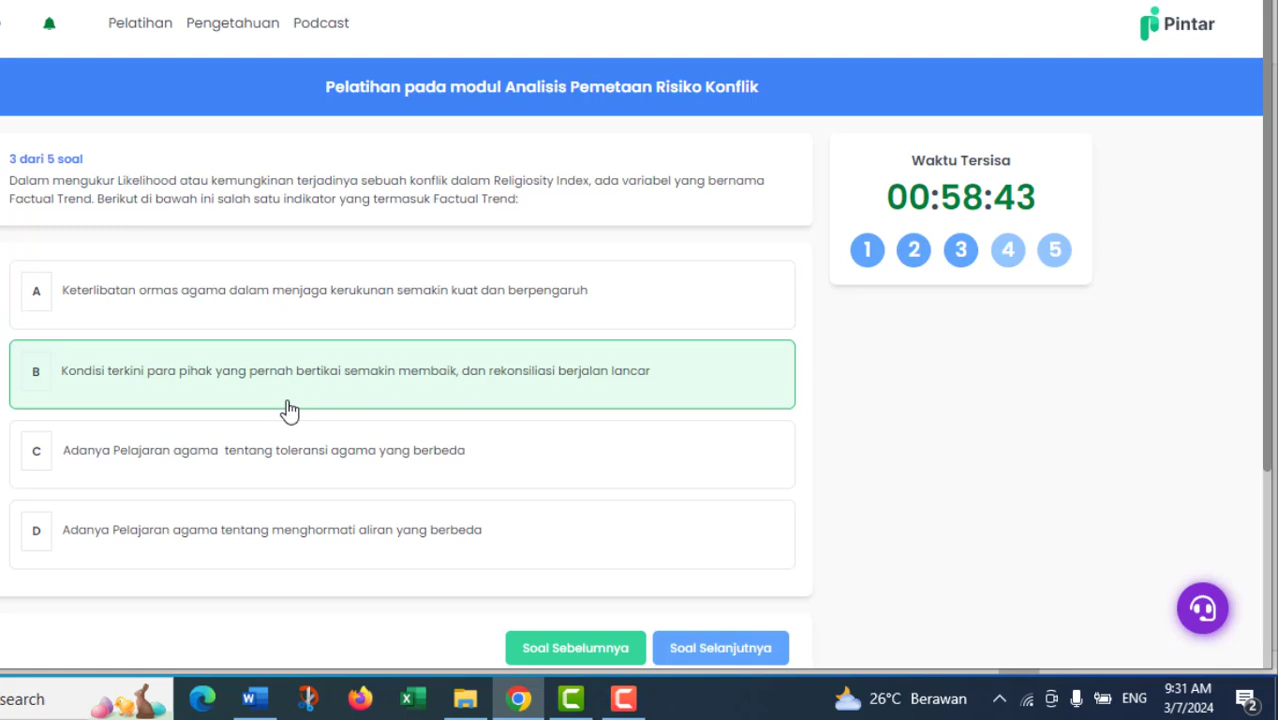 Pelatihan Pengetahuan Podcast
Pintar
Pelatihan pada modul Analisis Pemetaan Risiko Konflik
3 dari 5 soal
Dalam mengukur Likelihood atau kemungkinan terjadinya sebuah konflik dalam Religiosity Index, ada variabel yang bernama
Factual Trend. Berikut di bawah ini salah satu indikator yang termasuk Factual Trend:
A Keterlibatan ormas agama dalam menjaga kerukunan semakin kuat dan berpengaruh
B Kondisi terkini para pihak yang pernah bertikai semakin membaik, dan rekonsiliasi berjalan lancar
C Adanya Pelajaran agama tentang toleransi agama yang berbeda
D Adanya Pelajaran agama tentang menghormati aliran yang berbeda
Soal Sebelumnya Soal Selanjutnya
Waktu Tersisa
00:58:43
1 2 3 4 5
search
26°C Berawan
ENG
9:31 AM
3/7/2024
2